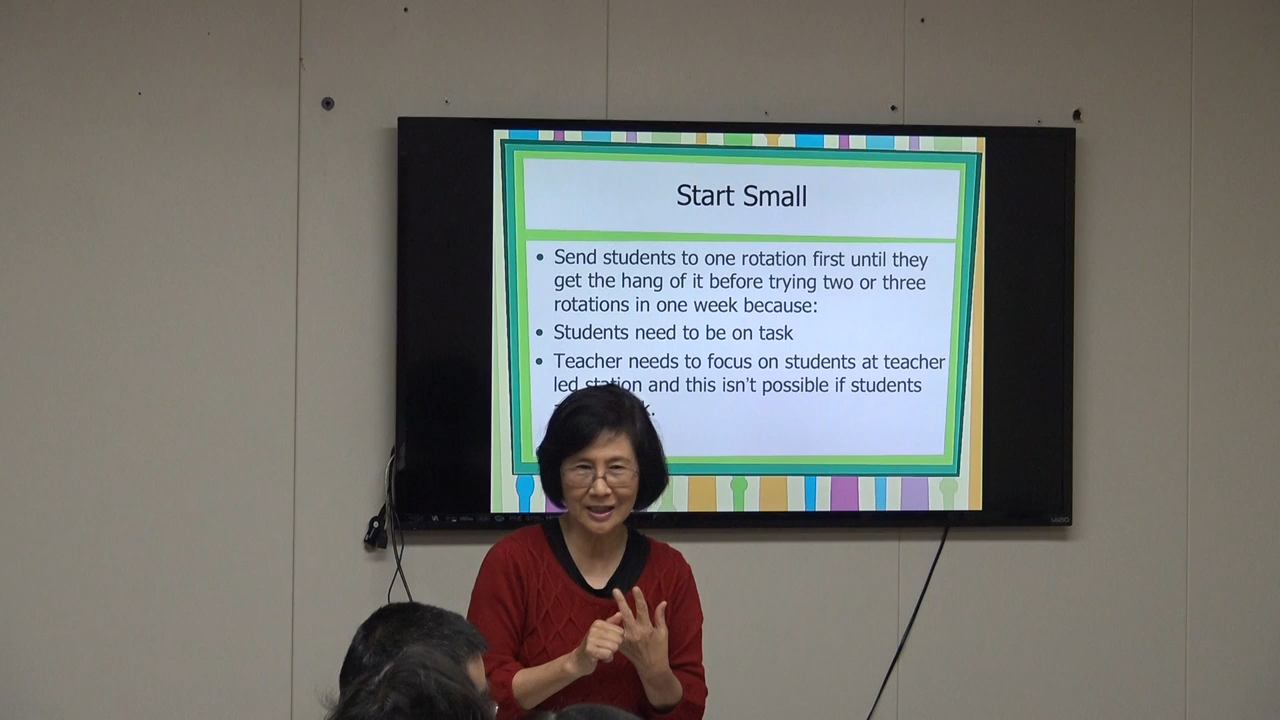 Start Small
• Send students to one rotation first until they
get the hang of it before trying two or three
rotations in one week because:
• Students need to be on task
• Teacher needs to focus on students at teacher
led station and this isn't possible if students
VIZIO